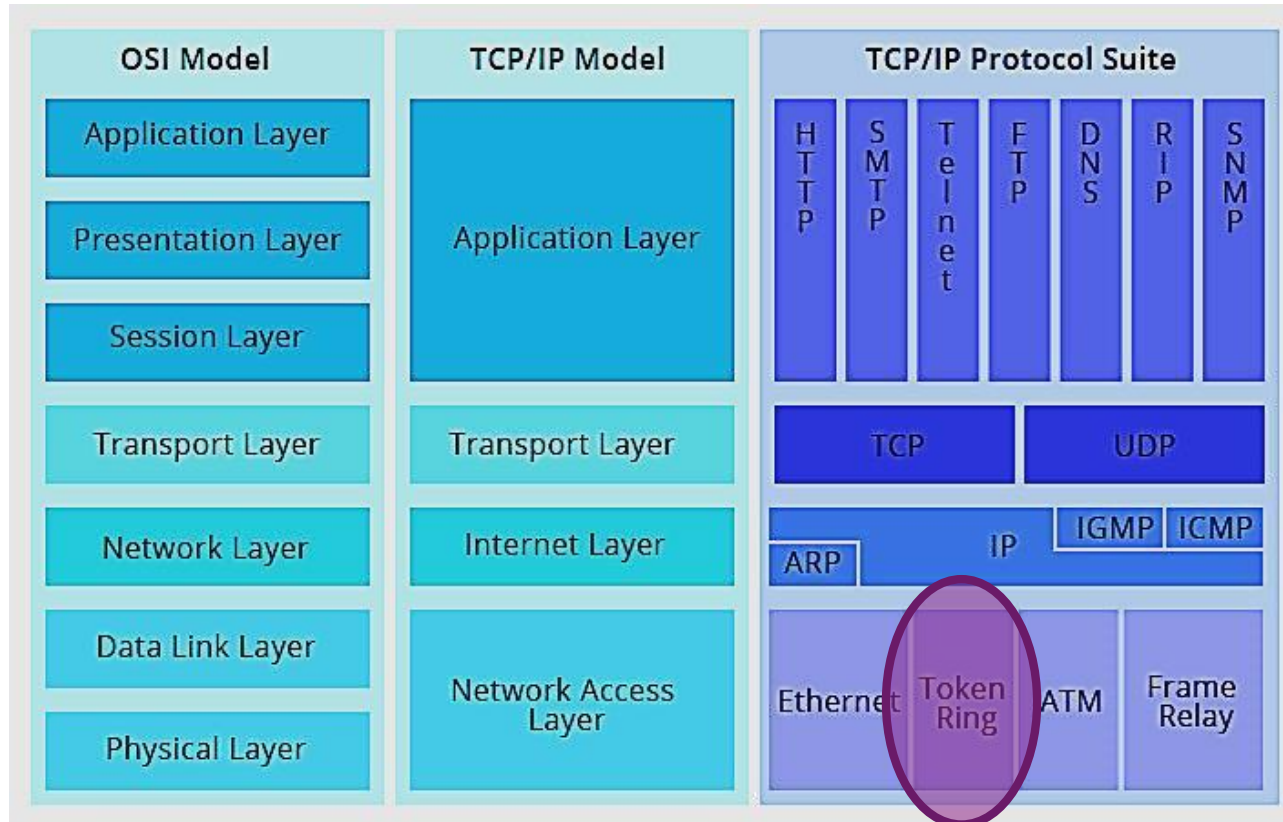 OSI Model
TCP/IP Model
TCP/IP Protocol Suite
Application Layer
Presentation Layer
Session Layer
Transport Layer
Network Layer
Data Link Layer
Physical Layer
Application Layer
Transport Layer
Internet Layer
Network Access
Layer
HTTP
SMTP
Telnet
FTP
DNS
RIP
SNMP
TCP
UDP
IP
IGMP
ICMP
ARP
Ethernet
Token
Ring
ATM
Frame
Relay